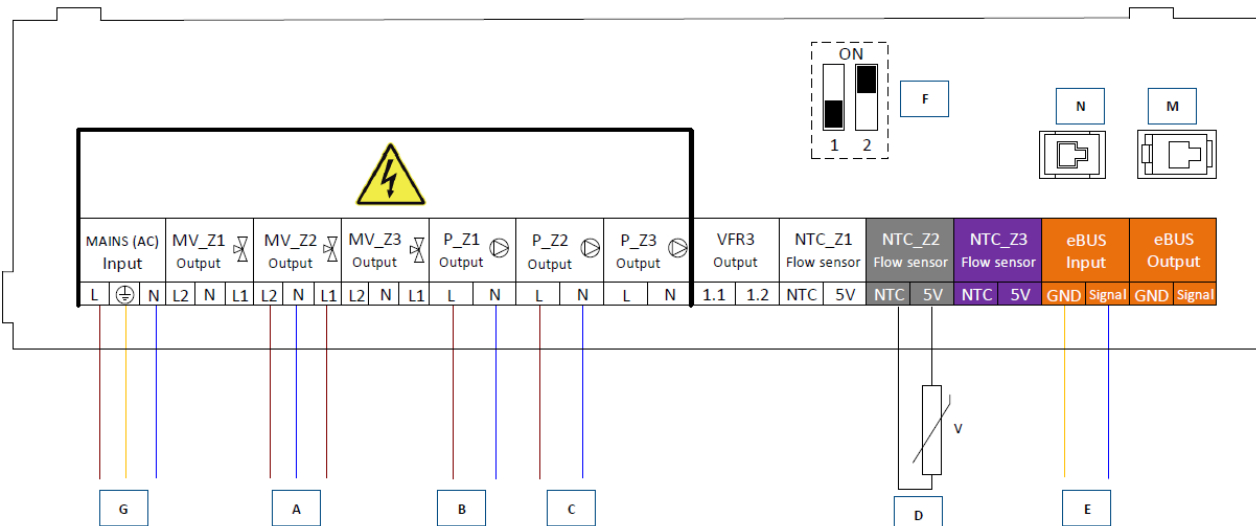 ON
1 2
F
N
M
MAINS (AC)
Input
MV_Z1
Output
MV_Z2
Output
MV_Z3
Output
P_Z1
Output
P_Z2
Output
P_Z3
Output
VFR3
Output
NTC_Z1
Flow sensor
NTC_Z2
Flow sensor
NTC_Z3
Flow sensor
eBUS
Input
eBUS
Output
L N L2 N L1 L2 N L1 L2 N L1 L N L N L N 1.1 1.2 NTC 5V NTC 5V NTC 5V GND Signal GND Signal
V
G
A
B
C
D
E